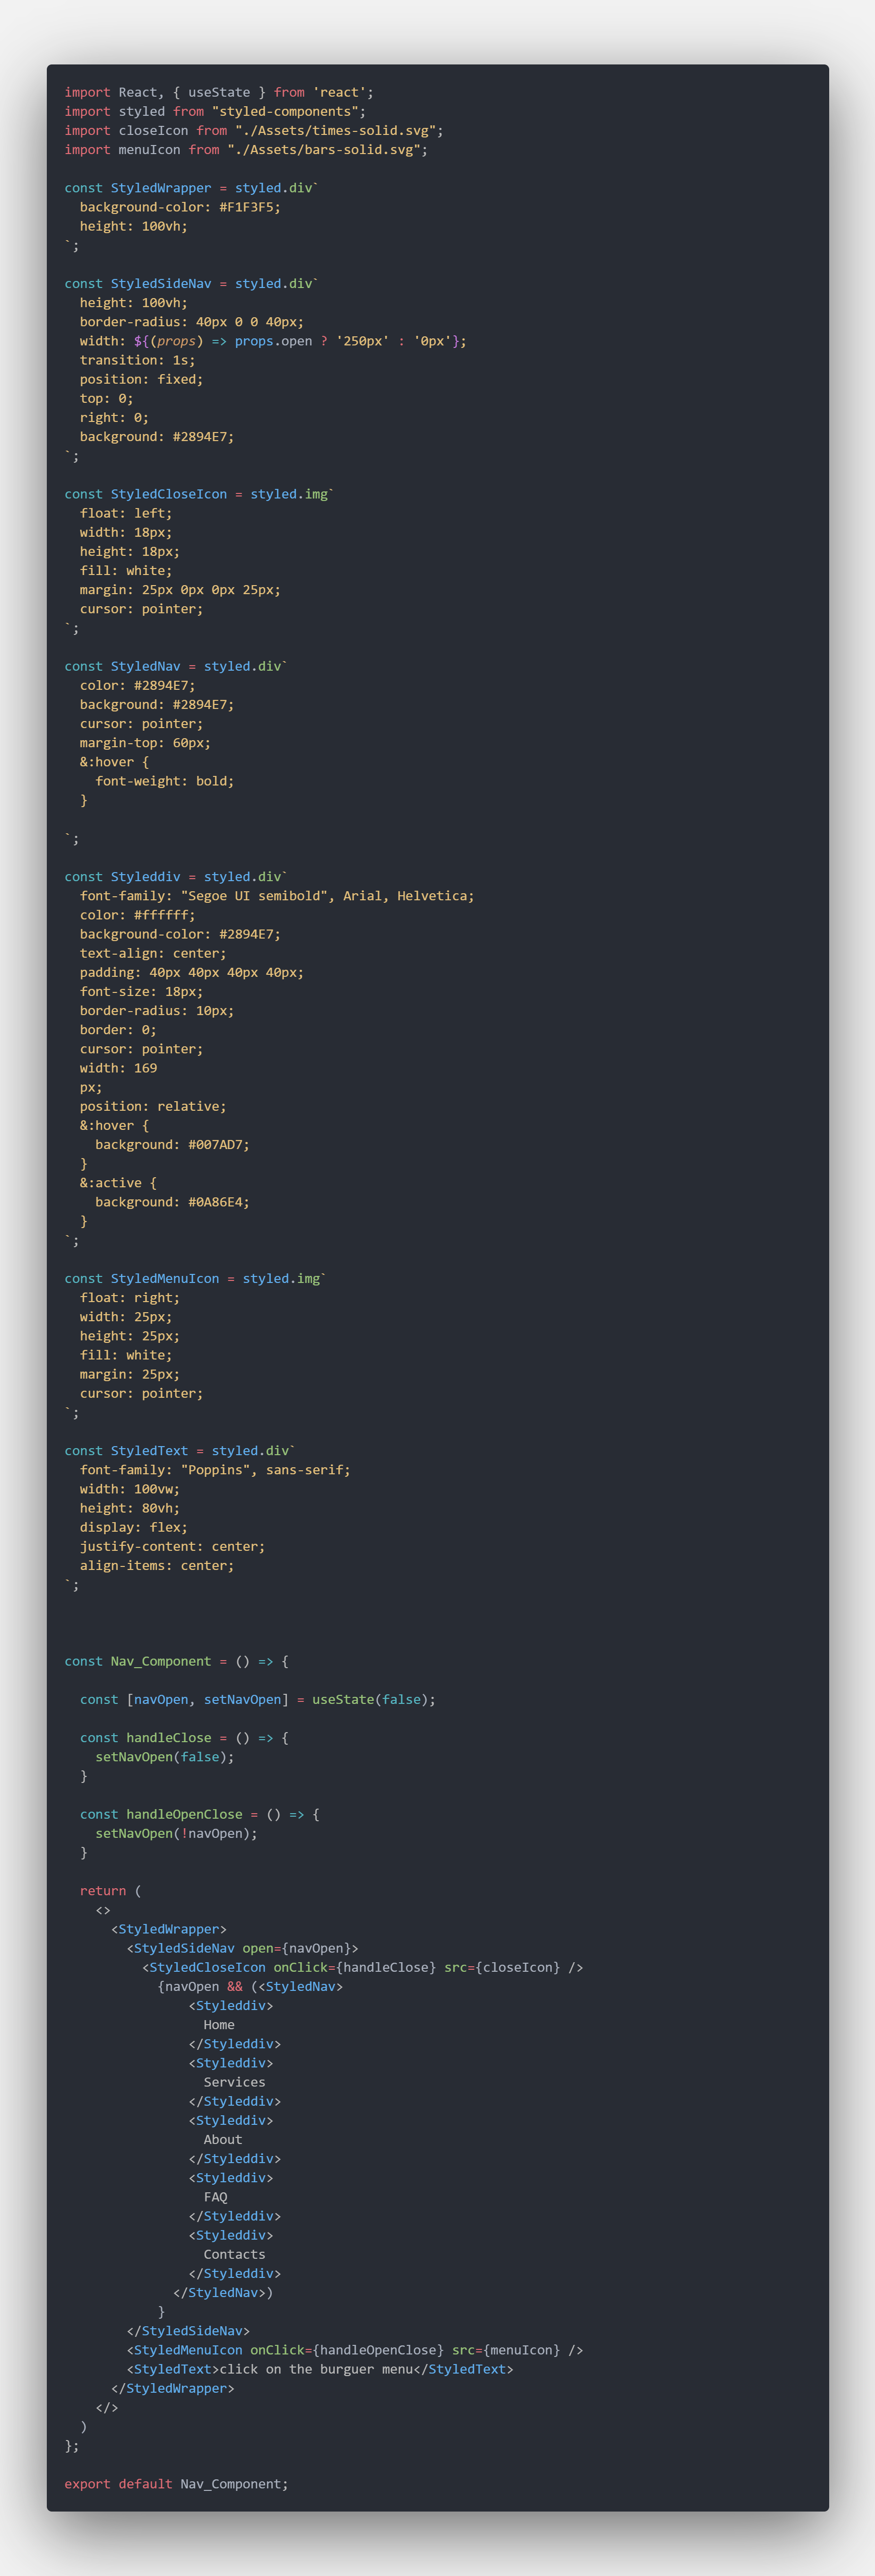 import React, { useState } from 'react';
import styled from "styled-components";
import closeIcon from "./Assets/times-solid.svg";
import menuIcon from "./Assets/bars-solid.svg";

const StyledWrapper = styled.div`
  background-color: #F1F3F5;
  height: 100vh;
`;

const StyledSideNav = styled.div`
  height: 100vh;
  border-radius: 40px 0 0 40px;
  width: ${(props) => props.open ? '250px' : '0px'};
  transition: 1s;
  position: fixed;
  top: 0;
  right: 0;
  background: #2894E7;
`;

const StyledCloseIcon = styled.img`
  float: left;
  width: 18px;
  height: 18px;
  fill: white;
  margin: 25px 0px 0px 25px;
  cursor: pointer;
`;

const StyledNav = styled.div`
  color: #2894E7;
  background: #2894E7;
  cursor: pointer;
  margin-top: 60px;
  &:hover {
    font-weight: bold;
  }

`;

const Styleddiv = styled.div`
  font-family: "Segoe UI semibold", Arial, Helvetica;
  color: #ffffff;
  background-color: #2894E7;
  text-align: center;
  padding: 40px 40px 40px 40px;
  font-size: 18px;
  border-radius: 10px;
  border: 0;
  cursor: pointer;
  width: 169
  px;
  position: relative;
  &:hover {
    background: #007AD7;
  }
  &:active {
    background: #0A86E4;
  }
`;

const StyledMenuIcon = styled.img`
  float: right;
  width: 25px;
  height: 25px;
  fill: white;
  margin: 25px;
  cursor: pointer;
`;

const StyledText = styled.div`
  font-family: "Poppins", sans-serif;
  width: 100vw;
  height: 80vh;
  display: flex;
  justify-content: center;
  align-items: center;
`;

const Nav_Component = () => {

  const [navOpen, setNavOpen] = useState(false);

  const handleClose = () => {
    setNavOpen(false);
  }

  const handleOpenClose = () => {
    setNavOpen(!navOpen);
  }

  return (
    <>
      <StyledWrapper>
        <StyledSideNav open={navOpen}>
          <StyledCloseIcon onClick={handleClose} src={closeIcon} />
            {navOpen && (<StyledNav>
                <Styleddiv>
                  Home
                </Styleddiv>
                <Styleddiv>
                  Services
                </Styleddiv>
                <Styleddiv>
                  About
                </Styleddiv>
                <Styleddiv>
                  FAQ
                </Styleddiv>
                <Styleddiv>
                  Contacts
                </Styleddiv>
              </StyledNav>)
            }
        </StyledSideNav>
        <StyledMenuIcon onClick={handleOpenClose} src={menuIcon} />
        <StyledText>click on the burguer menu</StyledText>
      </StyledWrapper>
    </>
  )
};

export default Nav_Component;